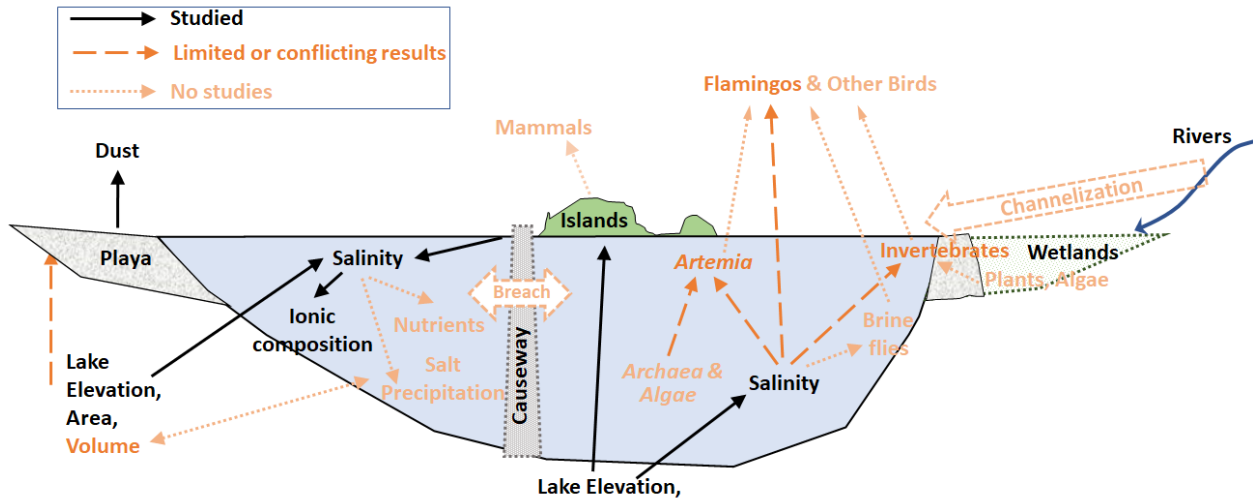 Studied
Limited or conflicting results
No studies
Flamingos & Other Birds
Mammals
Rivers
Dust
Channelization
Islands
Playa
Salinity
Artemia
Invertebrates
Wetlands
Plants, Algae
Breach
Ionic
composition
Nutrients
Brine
flies
Lake
Elevation,
Area,
Volume
Salt
Precipitation
Causeway
Archaea &
Algae
Salinity
Lake Elevation,